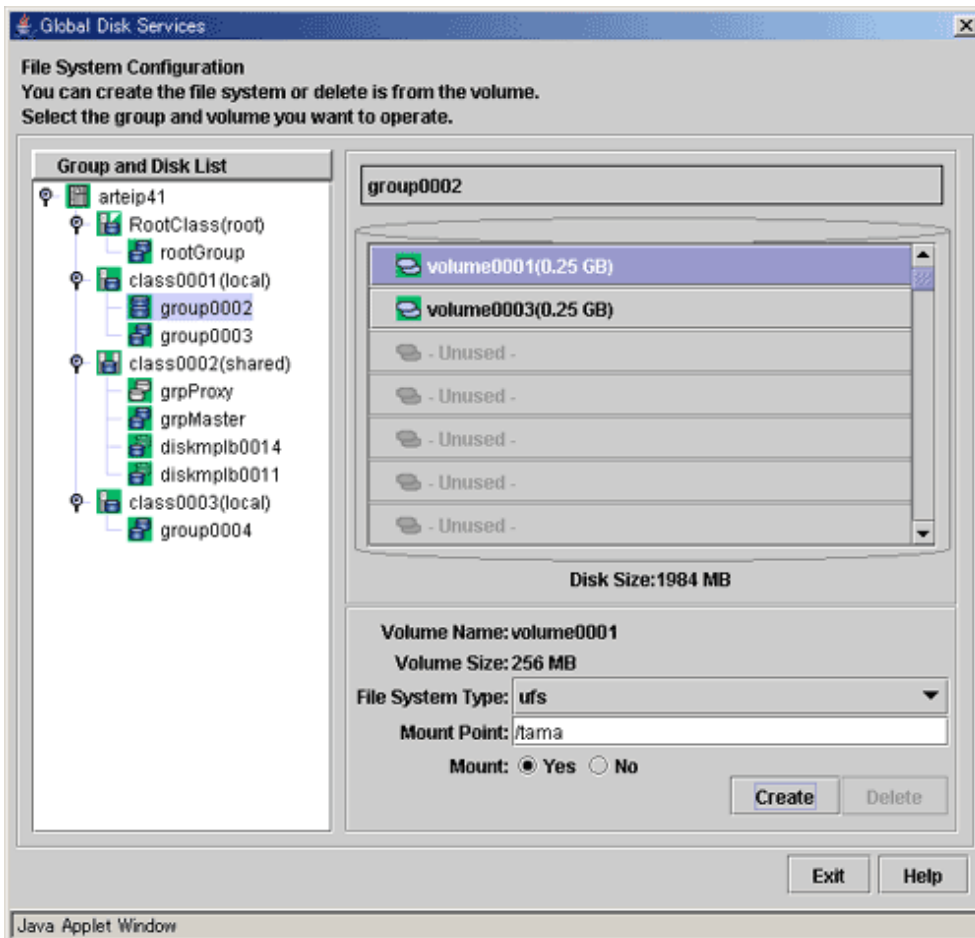 Global Disk Services
File System Configuration
You can create the file system or delete is from the volume.
Select the group and volume you want to operate.
Group and Disk List
arteip41
RootClass(root)
rootGroup
class0001(local)
group0002
group0003
class0002(shared)
grpProxy
grpMaster
diskmplb0014
diskmplb0011
class0003(local)
group0004
group0002
volume0001(0.25 GB)
volume0003(0.25 GB)
- Unused -
- Unused -
- Unused -
- Unused -
- Unused -
Disk Size:1984 MB
Volume Name: volume0001
Volume Size: 256 MB
File System Type: ufs
Mount Point: /tama
Mount: Yes No
Create Delete
Exit Help
Java Applet Window